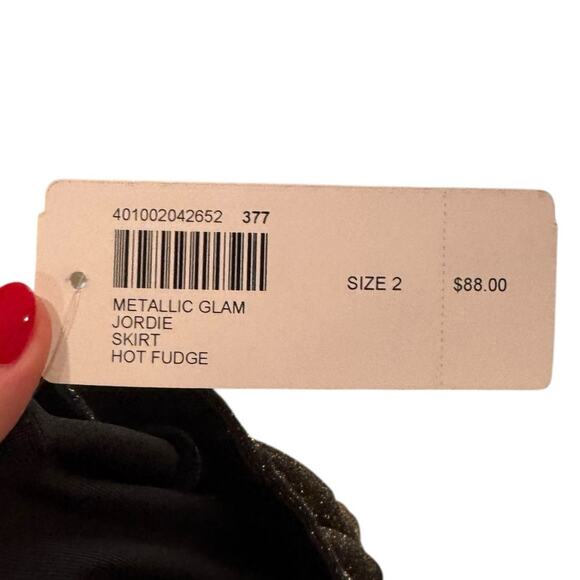 401002042652 377
METALLIC GLAM
JORDIE
SKIRT
HOT FUDGE
SIZE 2
$88.00